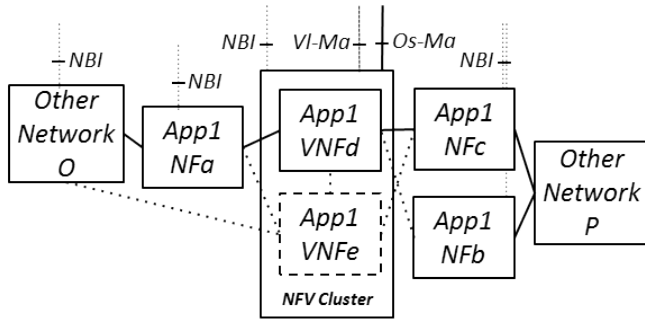 NBI
Vl-Ma
Os-Ma
NBI
NBI
NBI
Other
Network
O
App1
NFa
App1
VNFd
App1
NFc
Other
Network
P
App1
VNFe
App1
NFb
NFV Cluster